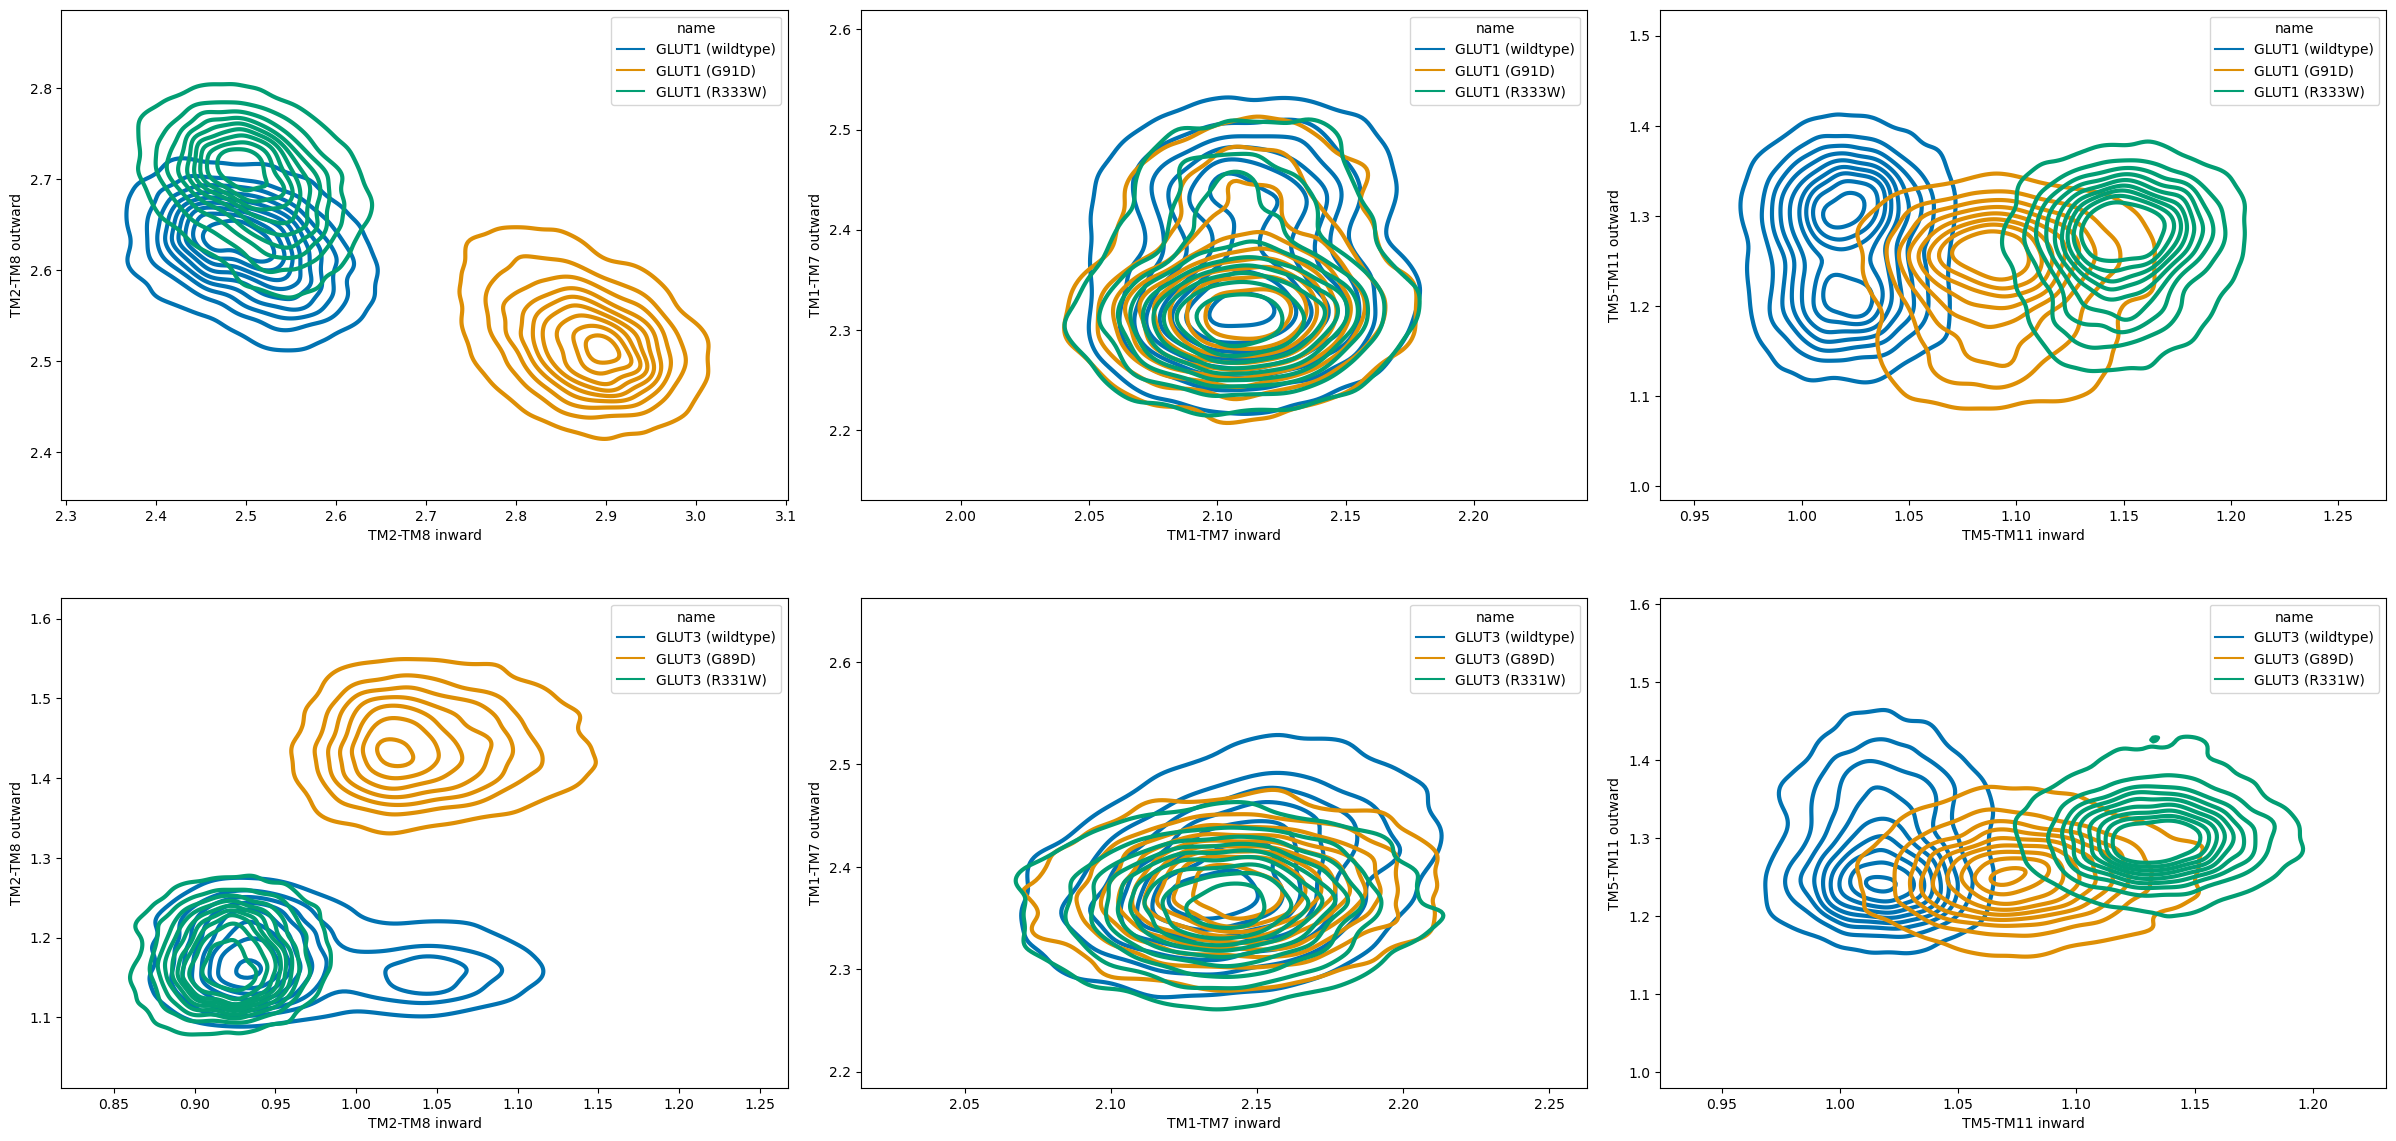 name
GLUT1 (wildtype)
GLUT1 (G91D)
GLUT1 (R333W)
2.8
2.7
2.6
2.5
2.4
TM2-TM8 outward
2.3 2.4 2.5 2.6 2.7 2.8 2.9 3.0 3.1
TM2-TM8 inward
name
GLUT1 (wildtype)
GLUT1 (G91D)
GLUT1 (R333W)
2.6
2.5
2.4
2.3
2.2
TM1-TM7 outward
2.00 2.05 2.10 2.15 2.20
TM1-TM7 inward
name
GLUT1 (wildtype)
GLUT1 (G91D)
GLUT1 (R333W)
1.5
1.4
1.3
1.2
1.1
1.0
TM5-TM11 outward
0.95 1.00 1.05 1.10 1.15 1.20 1.25
TM5-TM11 inward
name
GLUT3 (wildtype)
GLUT3 (G89D)
GLUT3 (R331W)
1.6
1.5
1.4
1.3
1.2
1.1
TM2-TM8 outward
0.85 0.90 0.95 1.00 1.05 1.10 1.15 1.20 1.25
TM2-TM8 inward
name
GLUT3 (wildtype)
GLUT3 (G89D)
GLUT3 (R331W)
2.6
2.5
2.4
2.3
2.2
TM1-TM7 outward
2.05 2.10 2.15 2.20 2.25
TM1-TM7 inward
name
GLUT3 (wildtype)
GLUT3 (G89D)
GLUT3 (R331W)
1.6
1.5
1.4
1.3
1.2
1.1
1.0
TM5-TM11 outward
0.95 1.00 1.05 1.10 1.15 1.20
TM5-TM11 inward